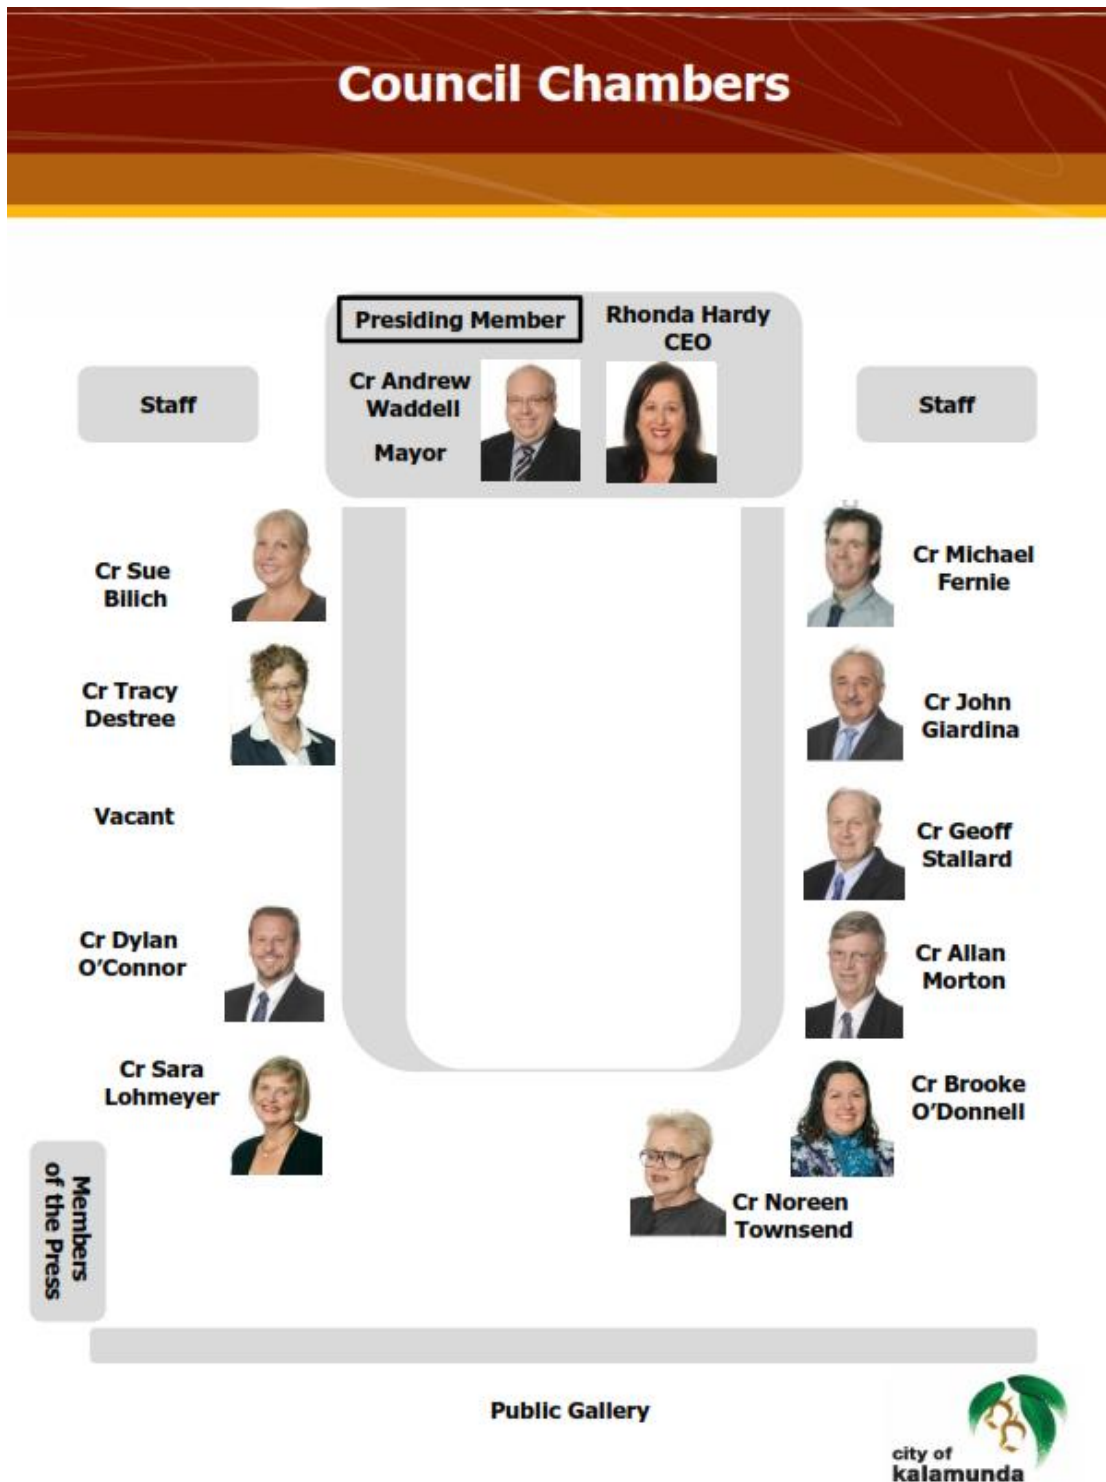 Council Chambers
Presiding Member
Rhonda Hardy
CEO
Cr Andrew
Waddell
Mayor
Staff
Staff
Cr Sue
Bilich
Cr Michael
Fernie
Cr Tracy
Destree
Cr John
Giardina
Vacant
Cr Geoff
Stallard
Cr Dylan
O'Connor
Cr Allan
Morton
Cr Sara
Lohmeyer
Cr Brooke
O'Donnell
Cr Noreen
Townsend
Members
of the Press
Public Gallery
city of
kalamunda